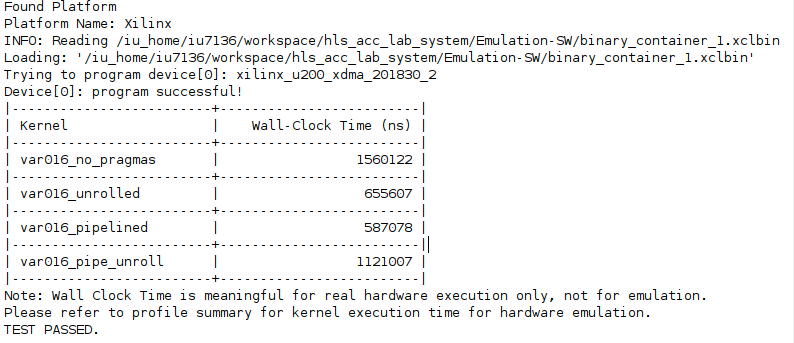 Found Platform
Platform Name: Xilinx
INFO: Reading /iu_home/iu7136/workspace/hls_acc_lab_system/Emulation-SW/binary_container_1.xclbin
Loading: '/iu_home/iu7136/workspace/hls_acc_lab_system/Emulation-SW/binary_container_1.xclbin'
Trying to program device[0]: xilinx_u200_xdma_201830_2
Device[0]: program successful!
|-------------------------+-------------------------|
| Kernel                  |    Wall-Clock Time (ns) |
|-------------------------+-------------------------|
| var016_no_pragmas       |                 1560122 |
|-------------------------+-------------------------|
| var016_unrolled         |                  655607 |
|-------------------------+-------------------------|
| var016_pipelined        |                  587078 |
|-------------------------+-------------------------|
| var016_pipe_unroll      |                 1121007 |
|-------------------------+-------------------------|
Note: Wall Clock Time is meaningful for real hardware execution only, not for emulation.
Please refer to profile summary for kernel execution time for hardware emulation.
TEST PASSED.